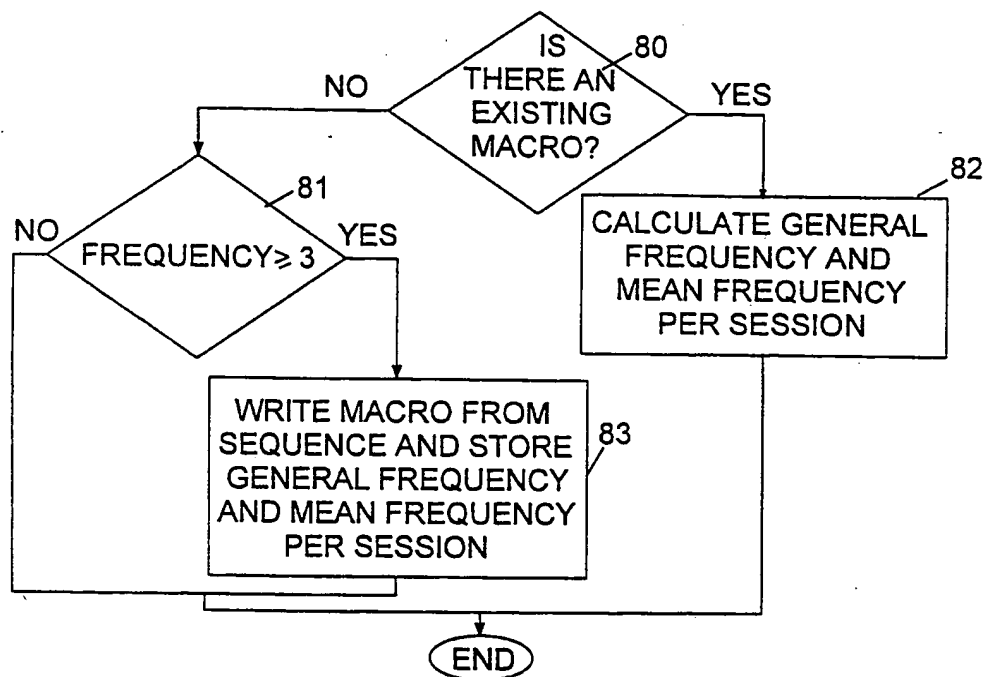 IS
THERE AN
EXISTING
MACRO?
80
NO
YES
81
NO
YES
FREQUENCY⩾ 3
82
CALCULATE GENERAL
FREQUENCY AND
MEAN FREQUENCY
PER SESSION
WRITE MACRO FROM
SEQUENCE AND STORE
GENERAL FREQUENCY
AND MEAN FREQUENCY
PER SESSION
83
END